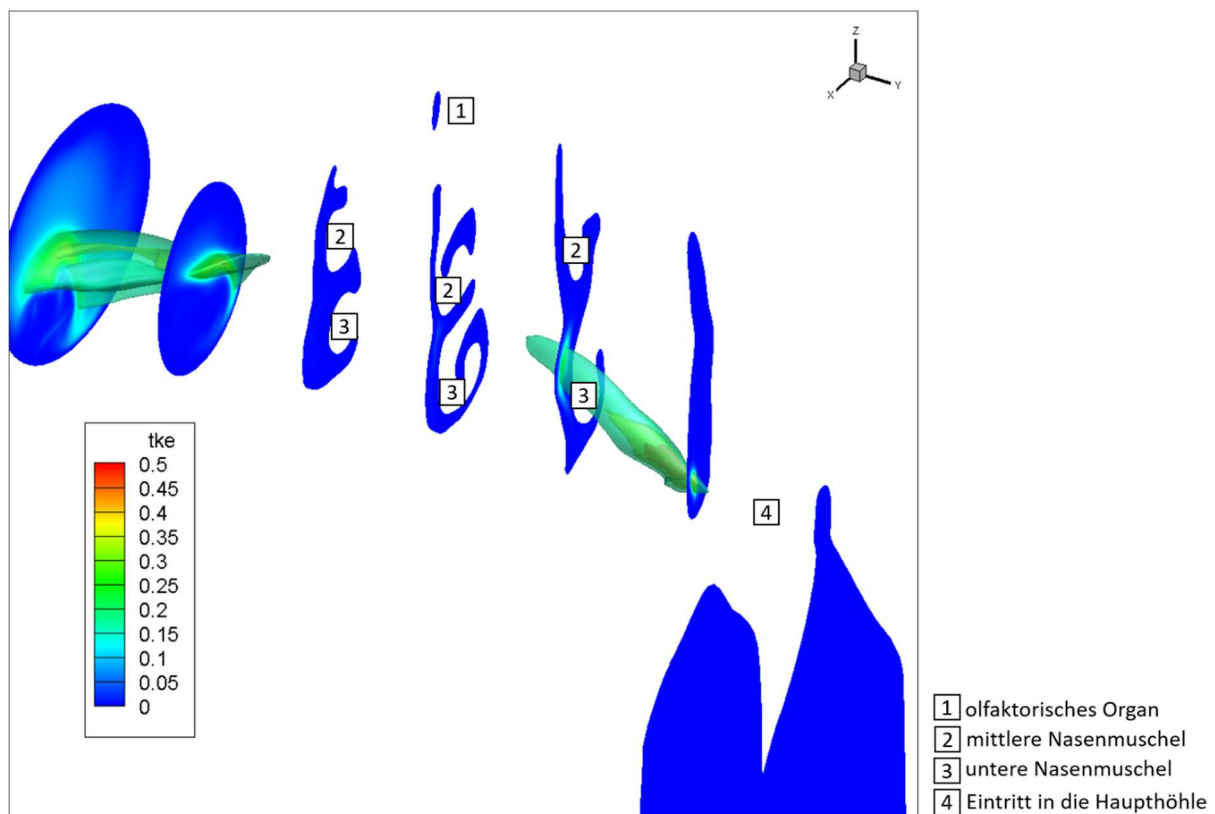 Z
X
Y
1
2
2
2
3
3
3
4
tke
0.5
0.45
0.4
0.35
0.3
0.25
0.2
0.15
0.1
0.05
0
1 olfaktorisches Organ
2 mittlere Nasenmuschel
3 untere Nasenmuschel
4 Eintritt in die Haupthöhle